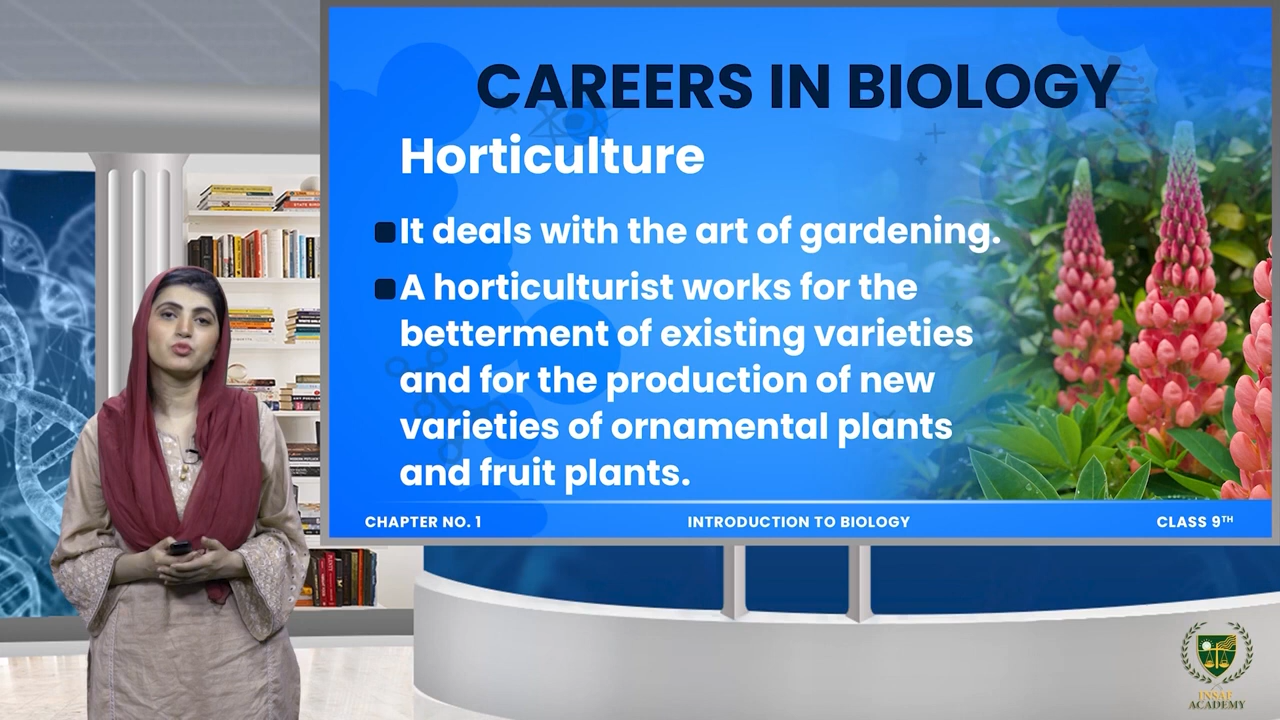 CAREERS IN BIOLOGY
Horticulture
It deals with the art of gardening.
A horticulturist works for the
betterment of existing varieties
and for the production of new
varieties of ornamental plants
and fruit plants.
CHAPTER NO. 1
INTRODUCTION TO BIOLOGY
CLASS 9TH
INSAF
ACADEMY